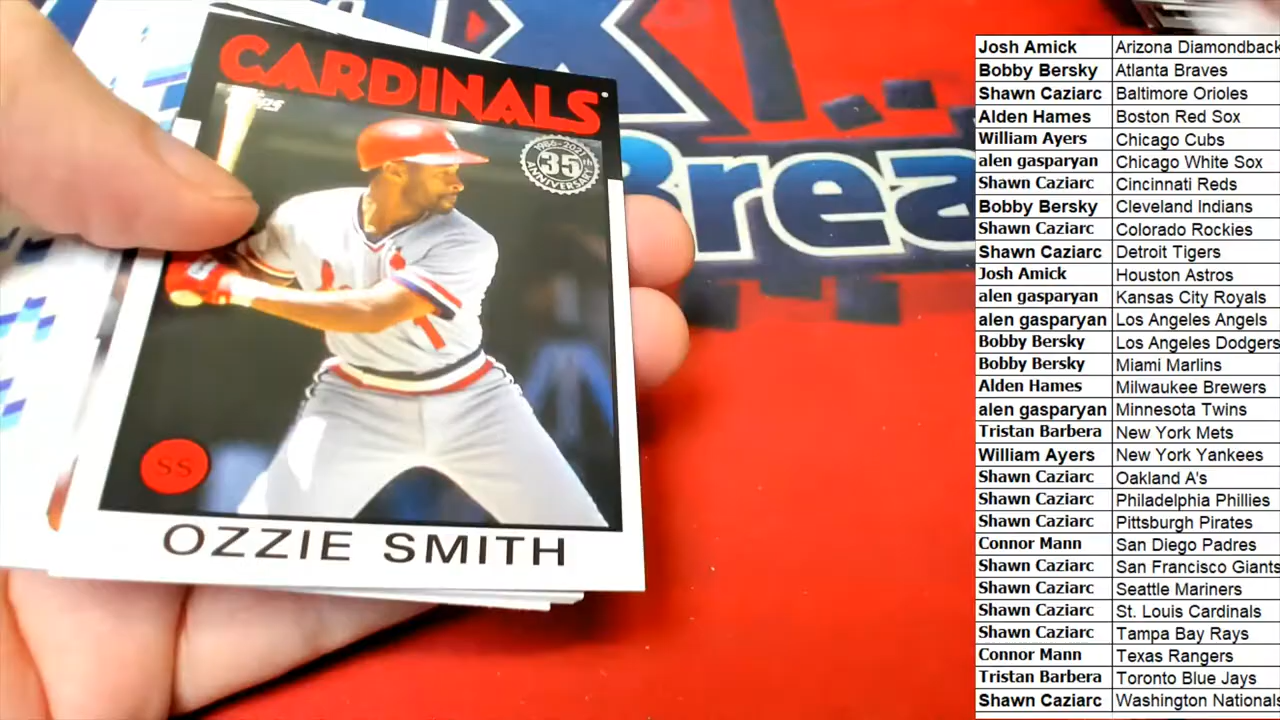 CARDINALS
Topps
1986-2021
35
ANNIVERSARY
SS
OZZIE SMITH
X!
Brea
Josh Amick Arizona Diamondback
Bobby Bersky Atlanta Braves
Shawn Caziarc Baltimore Orioles
Alden Hames Boston Red Sox
William Ayers Chicago Cubs
alen gasparyan Chicago White Sox
Shawn Caziarc Cincinnati Reds
Bobby Bersky Cleveland Indians
Shawn Caziarc Colorado Rockies
Shawn Caziarc Detroit Tigers
Josh Amick Houston Astros
alen gasparyan Kansas City Royals
alen gasparyan Los Angeles Angels
Bobby Bersky Los Angeles Dodgers
Bobby Bersky Miami Marlins
Alden Hames Milwaukee Brewers
alen gasparyan Minnesota Twins
Tristan Barbera New York Mets
William Ayers New York Yankees
Shawn Caziarc Oakland A's
Shawn Caziarc Philadelphia Phillies
Shawn Caziarc Pittsburgh Pirates
Connor Mann San Diego Padres
Shawn Caziarc San Francisco Giants
Shawn Caziarc Seattle Mariners
Shawn Caziarc St. Louis Cardinals
Shawn Caziarc Tampa Bay Rays
Connor Mann Texas Rangers
Tristan Barbera Toronto Blue Jays
Shawn Caziarc Washington Nationals